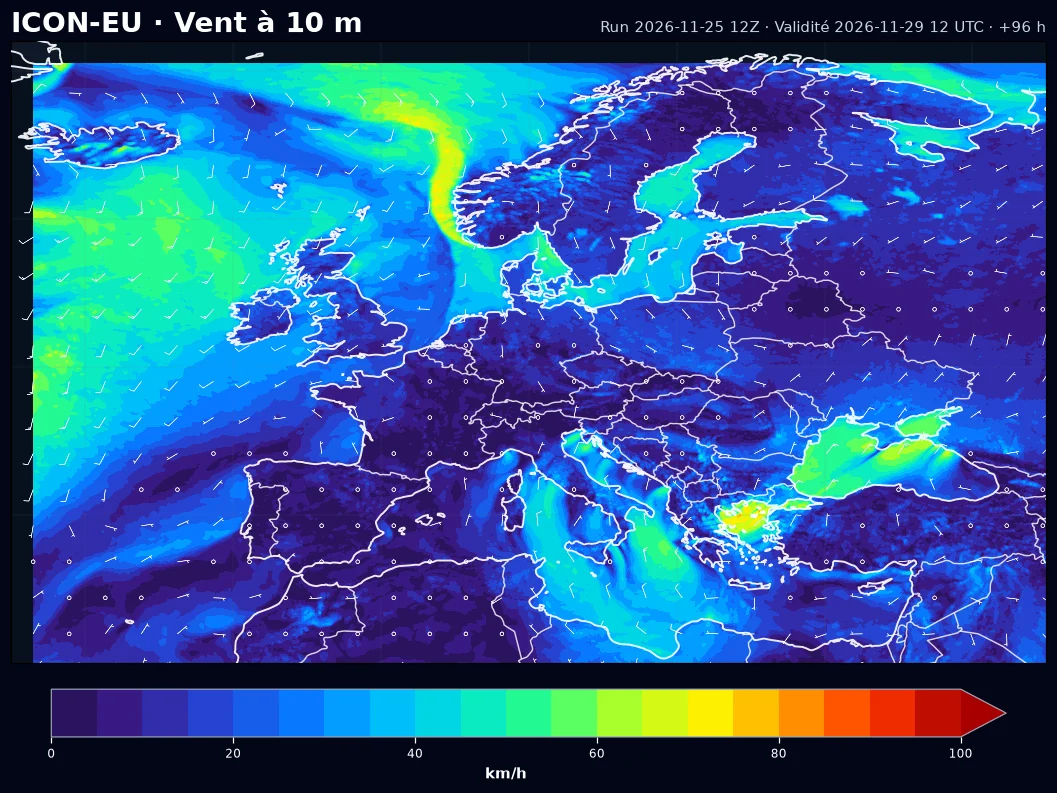 ICON-EU · Vent à 10 m
Run 2026-11-25 12Z · Validité 2026-11-29 12 UTC · +96 h
0 20 40 60 80 100
km/h